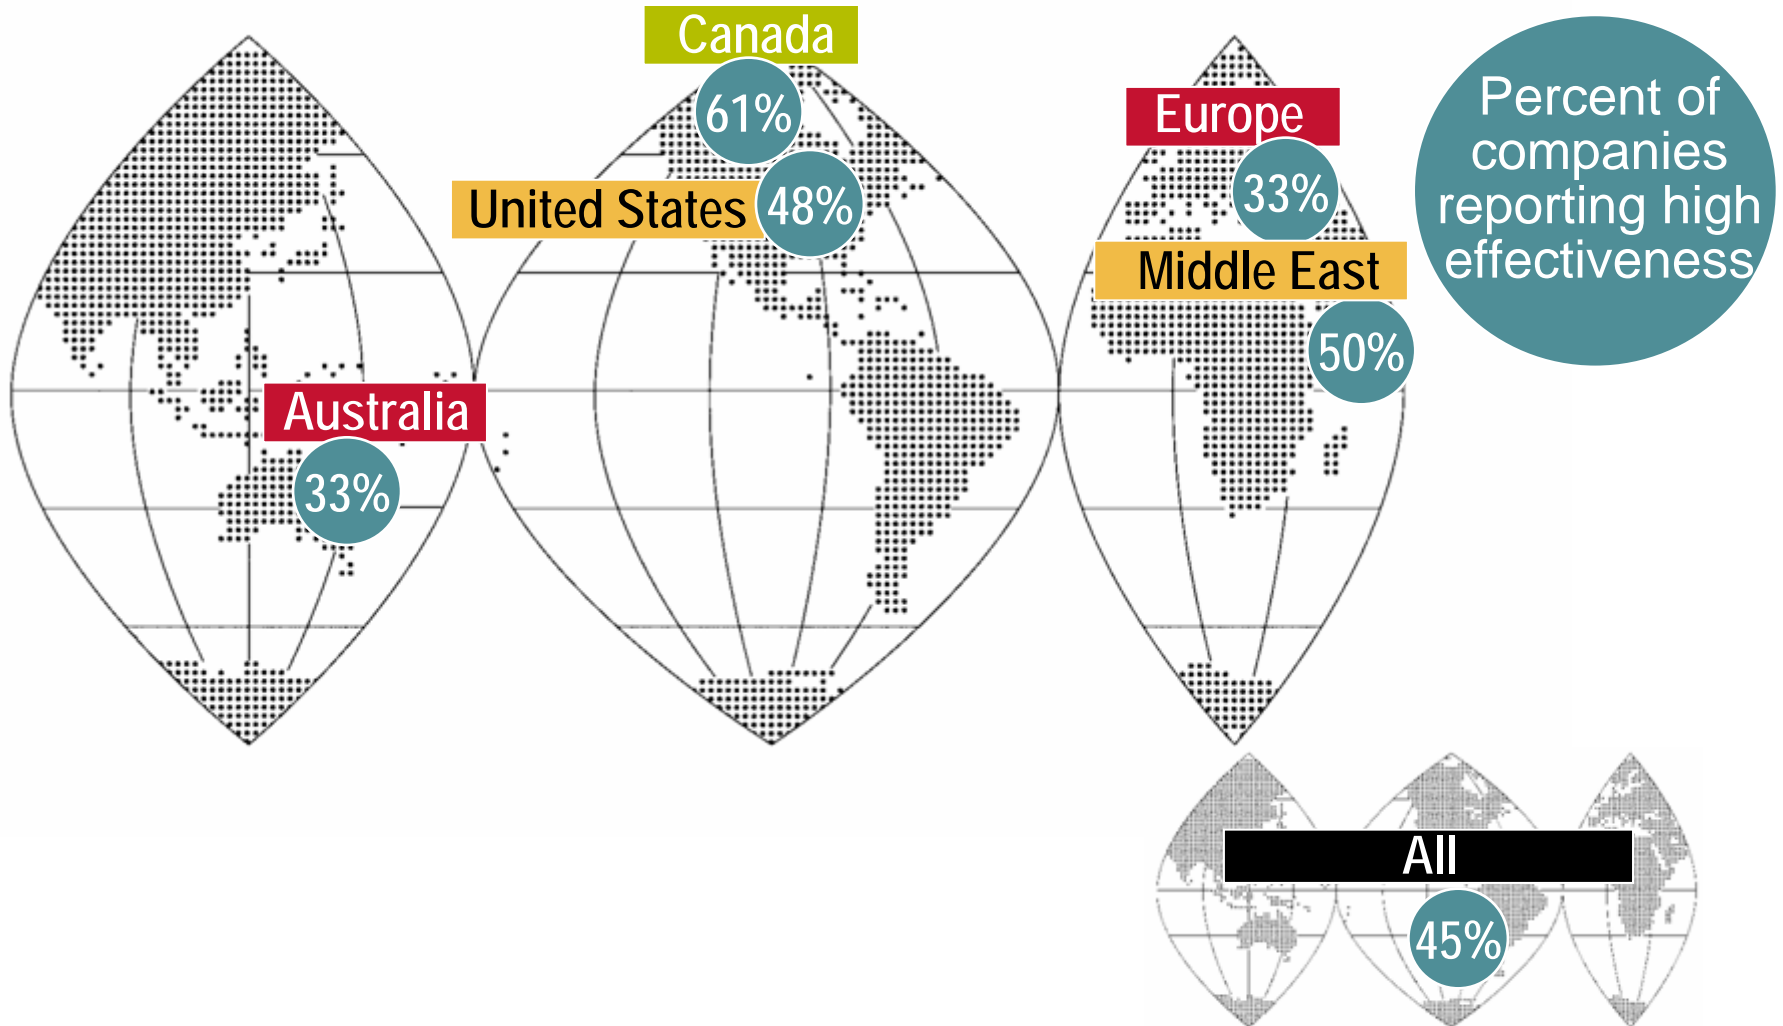 Canada
61%
United States
48%
Europe
33%
Middle East
50%
Australia
33%
Percent of
companies
reporting high
effectiveness
All
45%